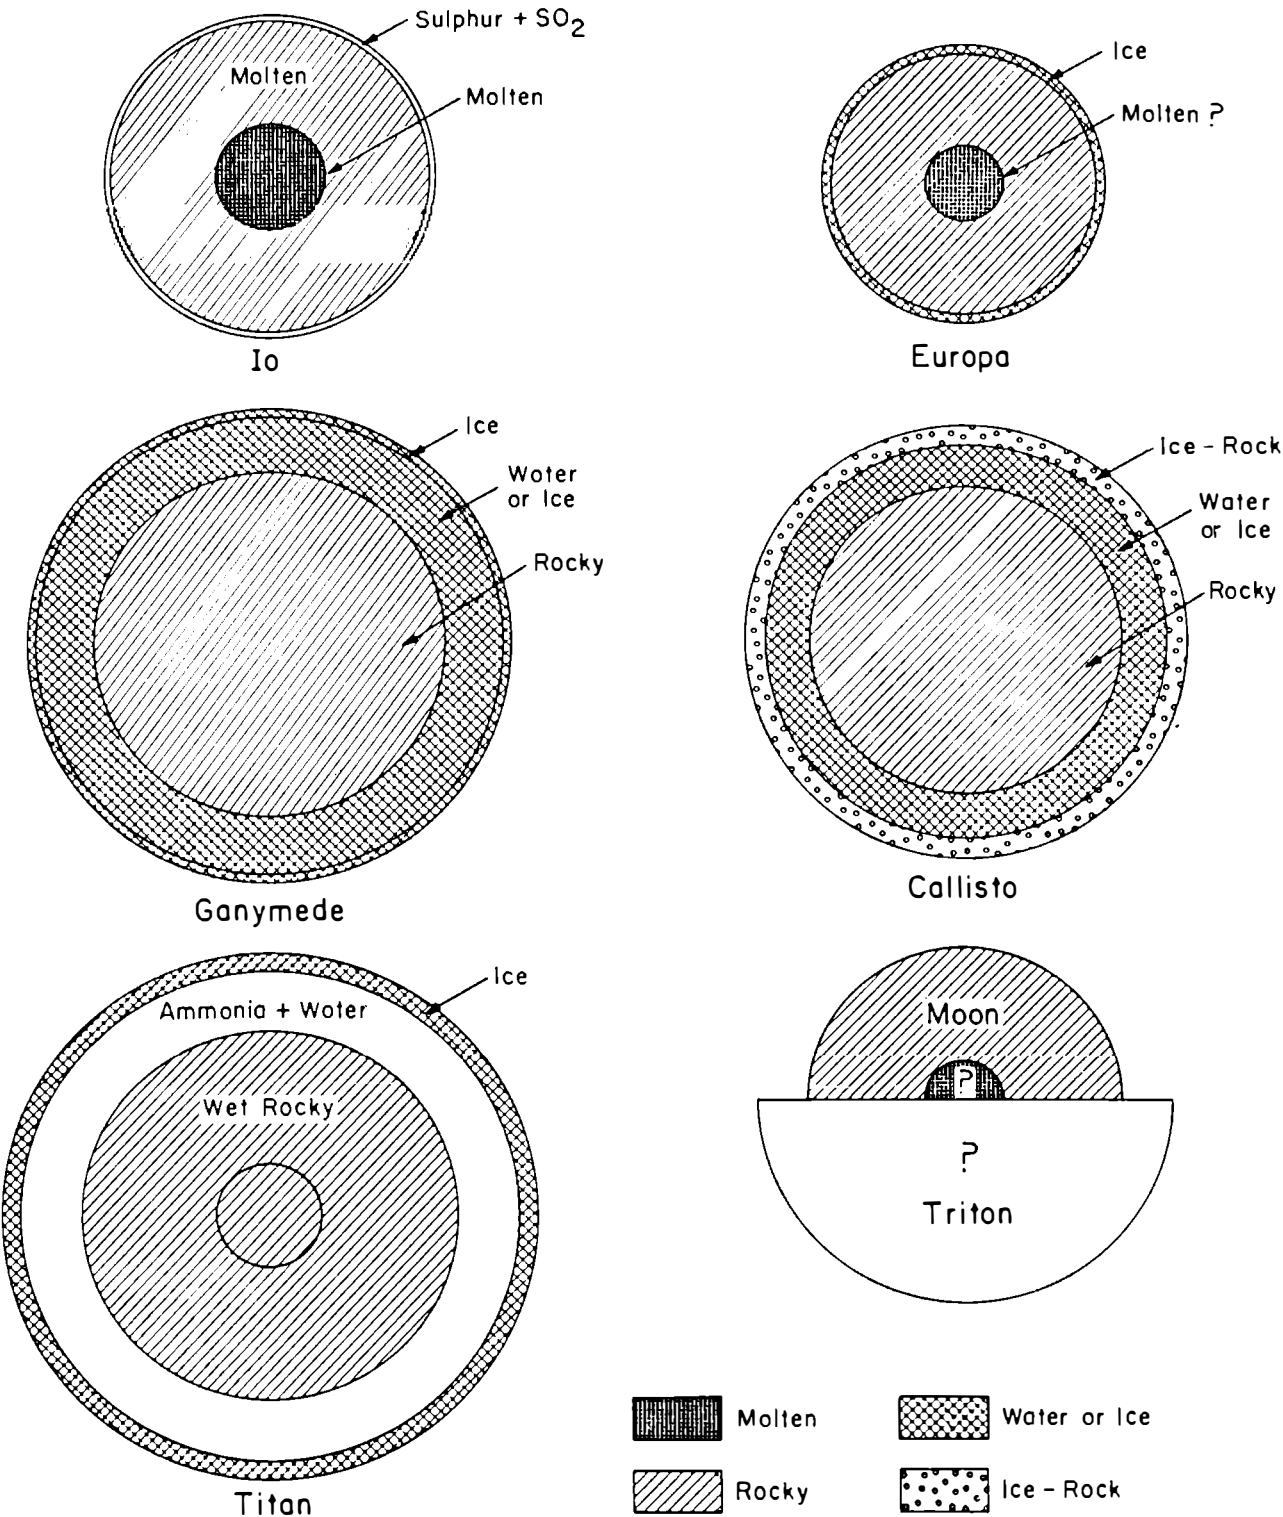 Sulphur + SO2
Molten
Molten
Io
Ice
Molten ?
Europa
Ice
Woter
or Ice
Rocky
Ganymede
Ice - Rock
Water
or Ice
Rocky
Callisto
Ice
Ammonia + Woter
Wet Rocky
Titan
Moon
?
?
Triton
Molten
Water or Ice
Rocky
Ice - Rock